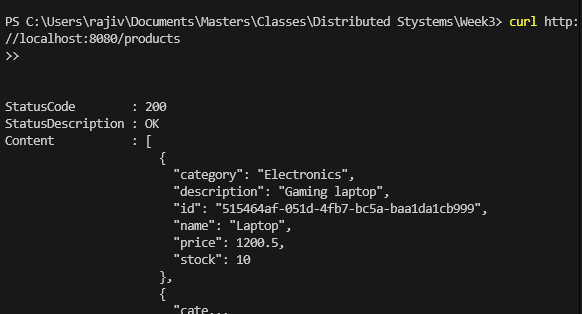 PS C:\Users\rajiv\Documents\Masters\Classes\Distributed Stystems\Week3> curl http:
//localhost:8080/products
>>
StatusCode        : 200
StatusDescription : OK
Content           : [
                      {
                        "category": "Electronics",
                        "description": "Gaming laptop",
                        "id": "515464af-051d-4fb7-bc5a-baa1da1cb999",
                        "name": "Laptop",
                        "price": 1200.5,
                        "stock": 10
                      },
                      {
                        "cate...